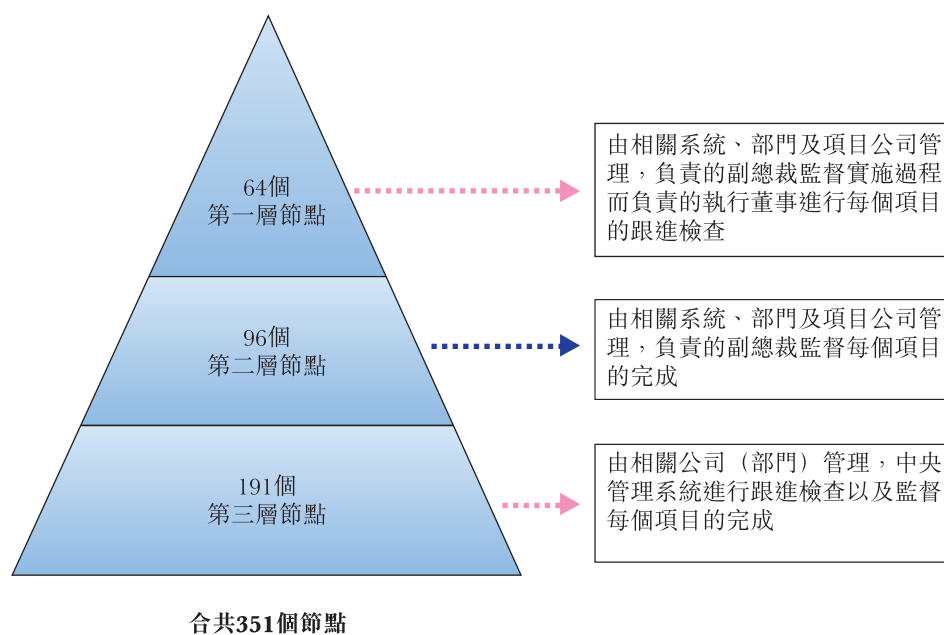 64個
第一層節點
由相關系統、部門及項目公司管
理，負責的副總裁監督實施過程
而負責的執行董事進行每個項目
的跟進檢查
96個
第二層節點
由相關系統、部門及項目公司管
理，負責的副總裁監督每個項目
的完成
191個
第三層節點
由相關公司（部門）管理，中央
管理系統進行跟進檢查以及監督
每個項目的完成
合共351個節點